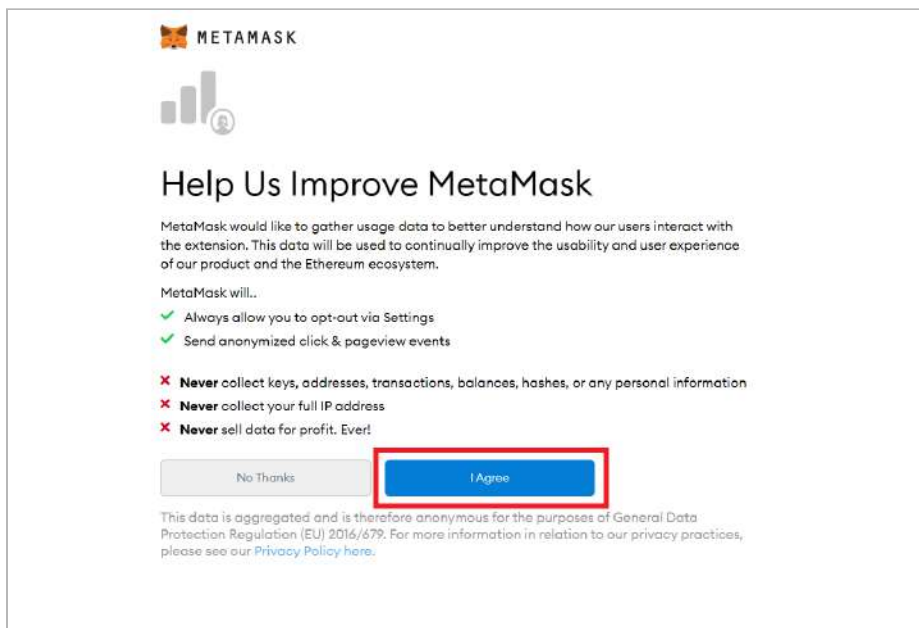 METAMASK
Help Us Improve MetaMask
MetaMask would like to gather usage data to better understand how our users interact with
the extension. This data will be used to continually improve the usability and user experience
of our product and the Ethereum ecosystem.
MetaMask will..
Always allow you to opt-out via Settings
Send anonymized click & pageview events
Never collect keys, addresses, transactions, balances, hashes, or any personal information
Never collect your full IP address
Never sell data for profit. Ever!
No Thanks
I Agree
This data is aggregated and is therefore anonymous for the purposes of General Data
Protection Regulation (EU) 2016/679. For more information in relation to our privacy practices,
please see our Privacy Policy here.